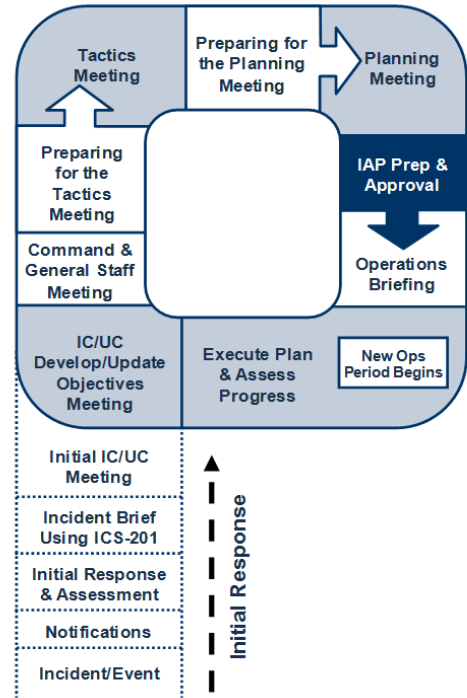 Tactics
Meeting
Preparing for
the Planning
Meeting
Planning
Meeting
Preparing
for the
Tactics
Meeting
IAP Prep &
Approval
Command &
General Staff
Meeting
Operations
Briefing
IC/UC
Develop/Update
Objectives
Meeting
Execute Plan
& Assess
Progress
New Ops
Period Begins
Initial IC/UC
Meeting
Incident Brief
Using ICS-201
Initial Response
& Assessment
Notifications
Incident/Event
Initial Response